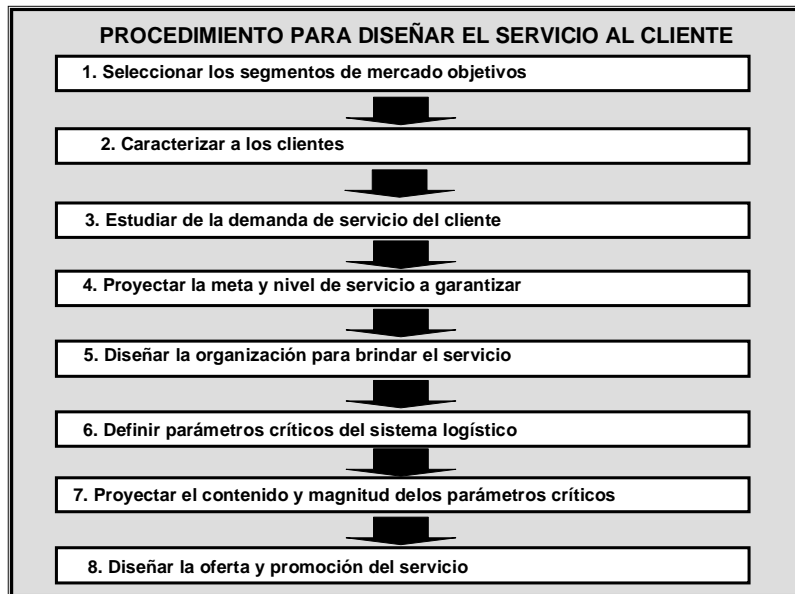 PROCEDIMIENTO PARA DISEÑAR EL SERVICIO AL CLIENTE
1. Seleccionar los segmentos de mercado objetivos
2. Caracterizar a los clientes
3. Estudiar de la demanda de servicio del cliente
4. Proyectar la meta y nivel de servicio a garantizar
5. Diseñar la organización para brindar el servicio
6. Definir parámetros críticos del sistema logístico
7. Proyectar el contenido y magnitud delos parámetros críticos
8. Diseñar la oferta y promoción del servicio